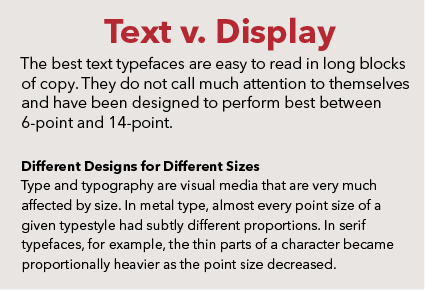 Text v. Display
The best text typefaces are easy to read in long blocks
of copy. They do not call much attention to themselves
and have been designed to perform best between
6-point and 14-point.
Different Designs for Different Sizes
Type and typography are visual media that are very much
affected by size. In metal type, almost every point size of a
given typestyle had subtly different proportions. In serif
typefaces, for example, the thin parts of a character became
proportionally heavier as the point size decreased.